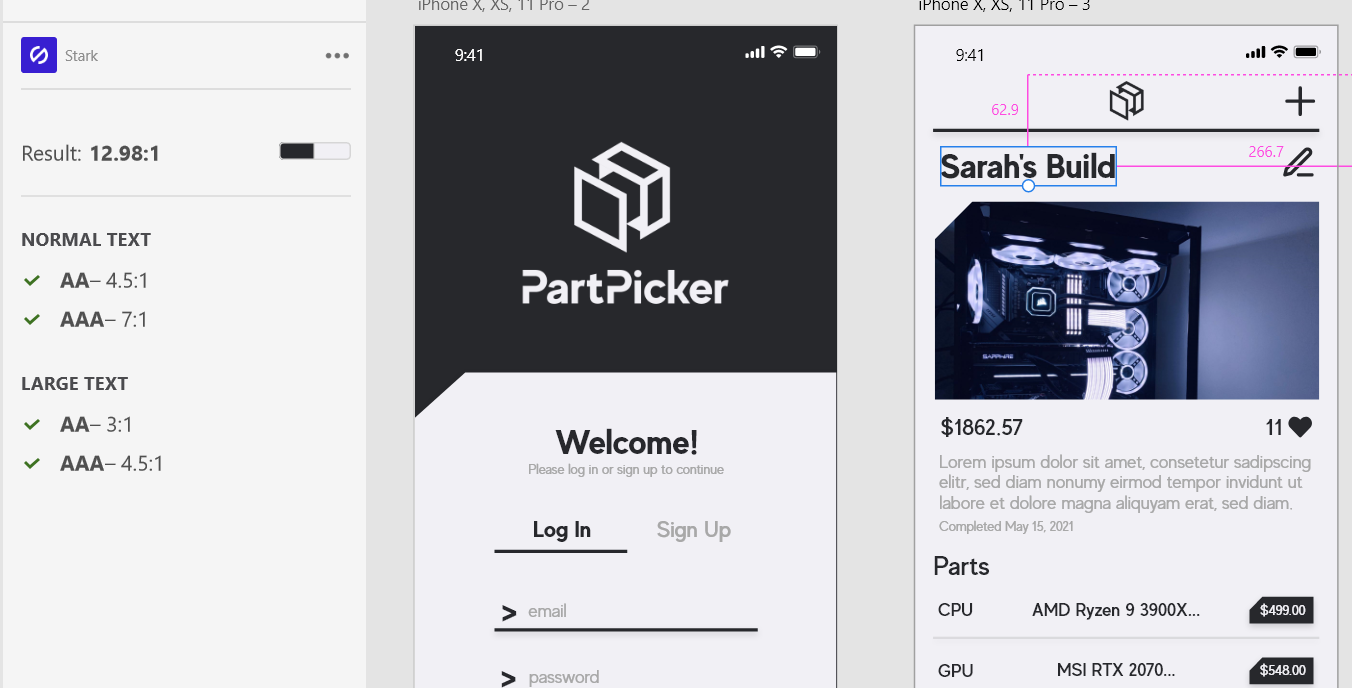 Stark
Result: 12.98:1
NORMAL TEXT
AA– 4.5:1
AAA– 7:1
LARGE TEXT
AA– 3:1
AAA– 4.5:1
iPhone X, XS, 11 Pro – 2
9:41
PartPicker
Welcome!
Please log in or sign up to continue
Log In
Sign Up
> email
> password
iPhone X, XS, 11 Pro – 3
9:41
62.9
Sarah's Build
266.7
SAPPHIRE
$1862.57
11
Lorem ipsum dolor sit amet, consetetur sadipscing
elitr, sed diam nonumy eirmod tempor invidunt ut
labore et dolore magna aliquyam erat, sed diam.
Completed May 15, 2021
Parts
CPU AMD Ryzen 9 3900X... $499.00
GPU MSI RTX 2070... $548.00